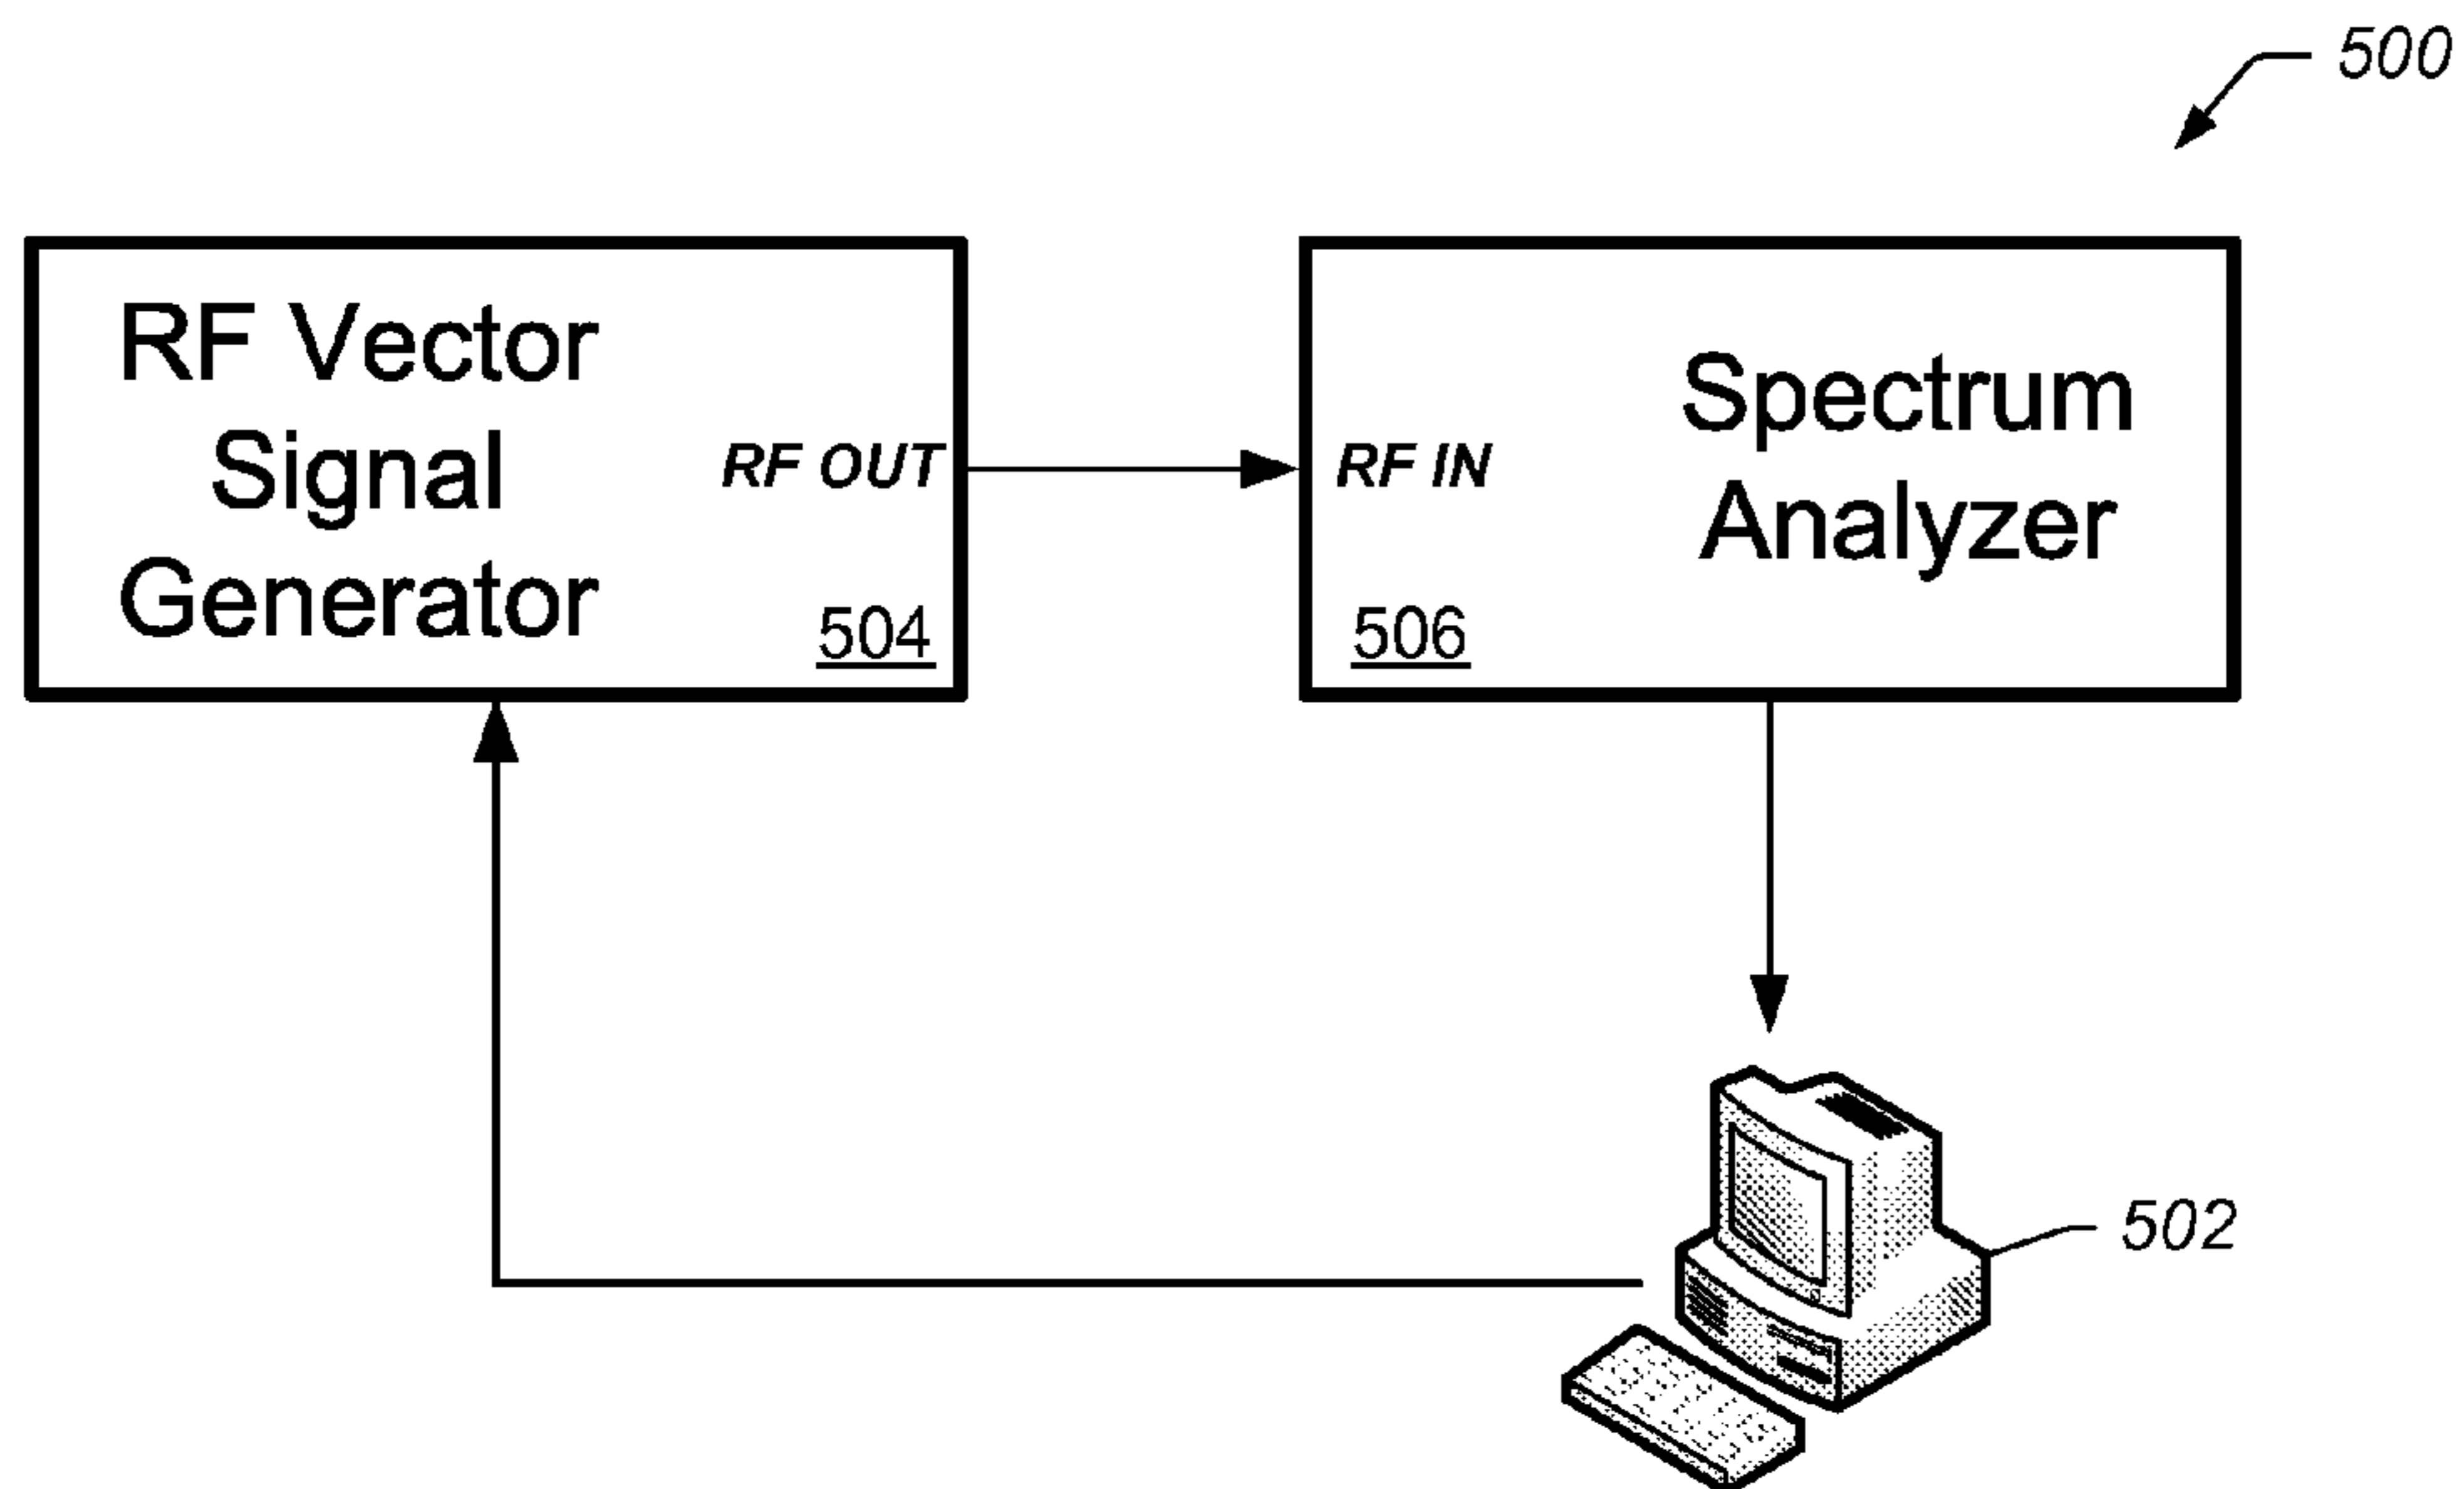 500
RF Vector
Signal
Generator
RF OUT
504
RF IN
Spectrum
Analyzer
506
502